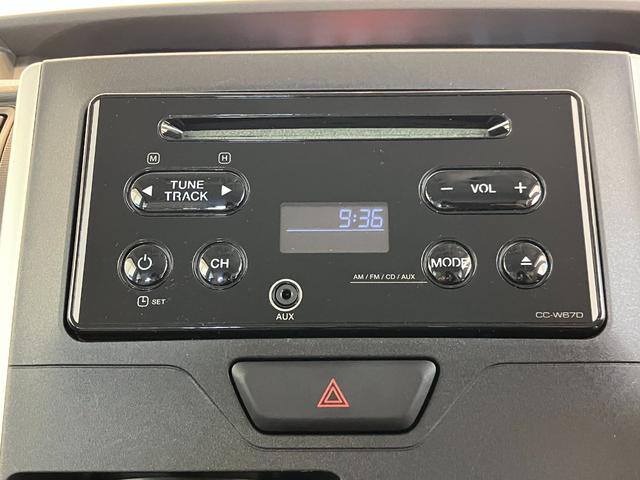 M H
TUNE
TRACK
− VOL +
9:36
CH
MODE
SET
AM / FM / CD / AUX
AUX
CC-W67D